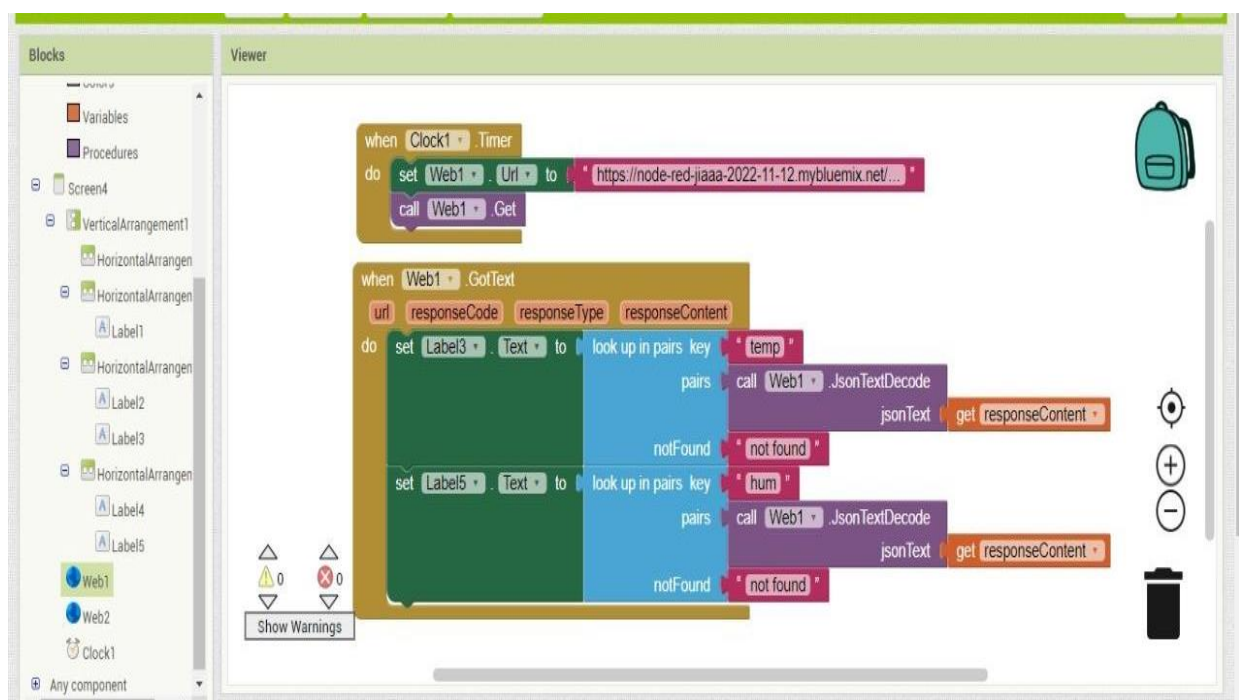 Blocks
Variables
Procedures
Screen4
VerticalArrangement1
HorizontalArrangen
HorizontalArrangen
Label1
HorizontalArrangen
Label2
Label3
HorizontalArrangen
Label4
Label5
Web1
Web2
Clock1
Any component
Viewer
when Clock1 .Timer
do set Web1 . Url to " https://node-red-jiaaa-2022-11-12.mybluemix.net/... "
call Web1 .Get
when Web1 .GotText
url responseCode responseType responseContent
do set Label3 . Text to look up in pairs key " temp "
pairs call Web1 .JsonTextDecode
jsonText get responseContent
notFound " not found "
set Label5 . Text to look up in pairs key " hum "
pairs call Web1 .JsonTextDecode
jsonText get responseContent
notFound " not found "
0 0
Show Warnings